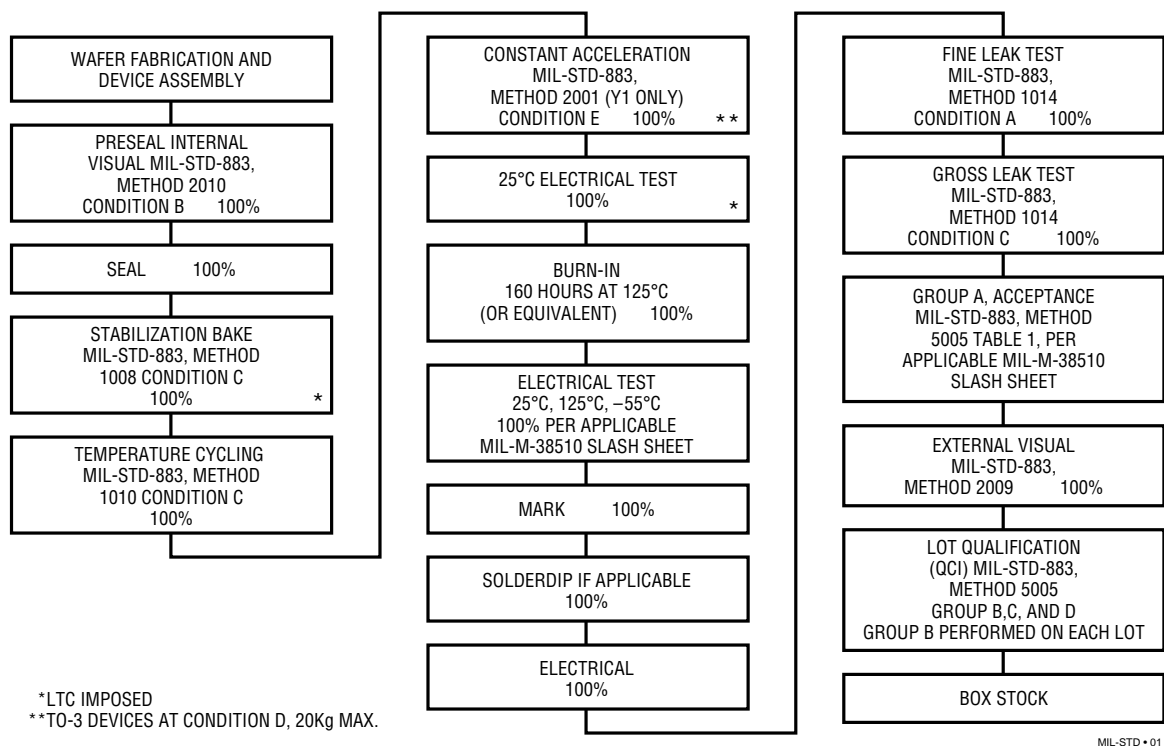 WAFER FABRICATION AND
DEVICE ASSEMBLY
PRESEAL INTERNAL
VISUAL MIL-STD-883,
METHOD 2010
CONDITION B 100%
SEAL 100%
STABILIZATION BAKE
MIL-STD-883, METHOD
1008 CONDITION C
100% *
TEMPERATURE CYCLING
MIL-STD-883, METHOD
1010 CONDITION C
100%
CONSTANT ACCELERATION
MIL-STD-883,
METHOD 2001 (Y1 ONLY)
CONDITION E 100% **
25°C ELECTRICAL TEST
100% *
BURN-IN
160 HOURS AT 125°C
(OR EQUIVALENT) 100%
ELECTRICAL TEST
25°C, 125°C, –55°C
100% PER APPLICABLE
MIL-M-38510 SLASH SHEET
MARK 100%
SOLDERDIP IF APPLICABLE
100%
ELECTRICAL
100%
FINE LEAK TEST
MIL-STD-883,
METHOD 1014
CONDITION A 100%
GROSS LEAK TEST
MIL-STD-883,
METHOD 1014
CONDITION C 100%
GROUP A, ACCEPTANCE
MIL-STD-883, METHOD
5005 TABLE 1, PER
APPLICABLE MIL-M-38510
SLASH SHEET
EXTERNAL VISUAL
MIL-STD-883,
METHOD 2009 100%
LOT QUALIFICATION
(QCI) MIL-STD-883,
METHOD 5005
GROUP B,C, AND D
GROUP B PERFORMED ON EACH LOT
BOX STOCK
*LTC IMPOSED
**TO-3 DEVICES AT CONDITION D, 20Kg MAX.
MIL-STD • 01